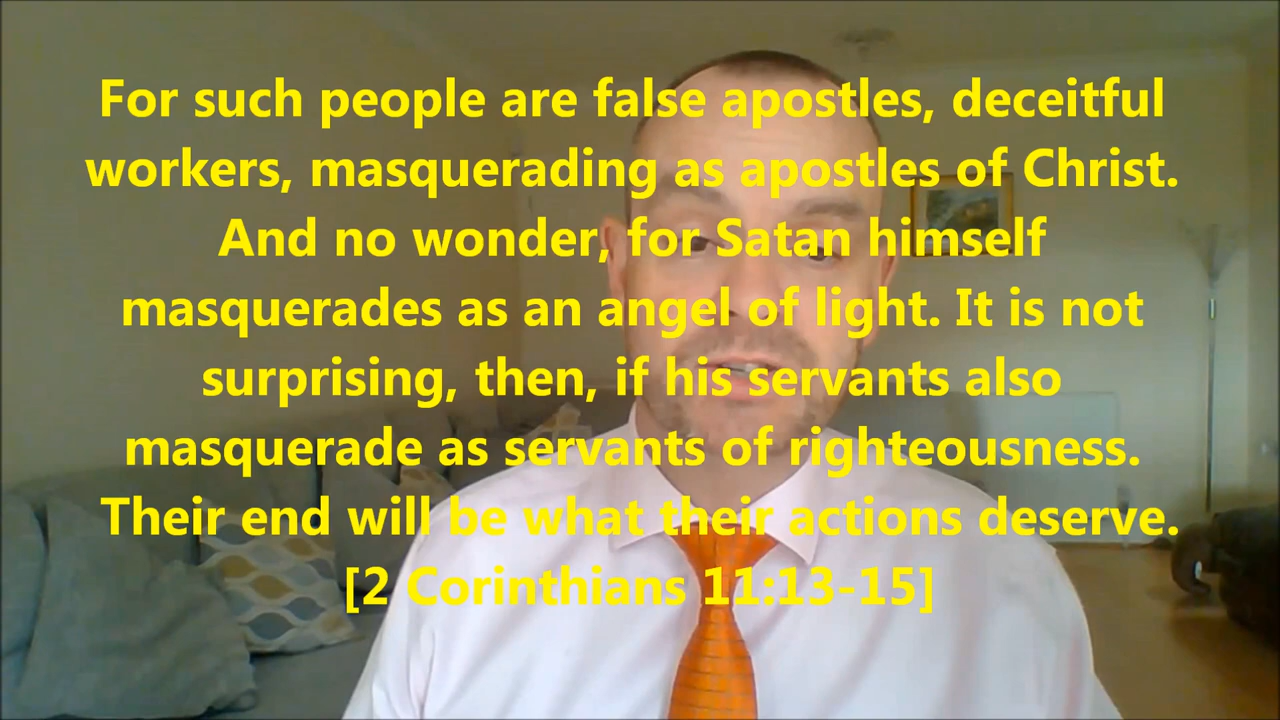 For such people are false apostles, deceitful
workers, masquerading as apostles of Christ.
And no wonder, for Satan himself
masquerades as an angel of light. It is not
surprising, then, if his servants also
masquerade as servants of righteousness.
Their end will be what their actions deserve.
[2 Corinthians 11:13-15]